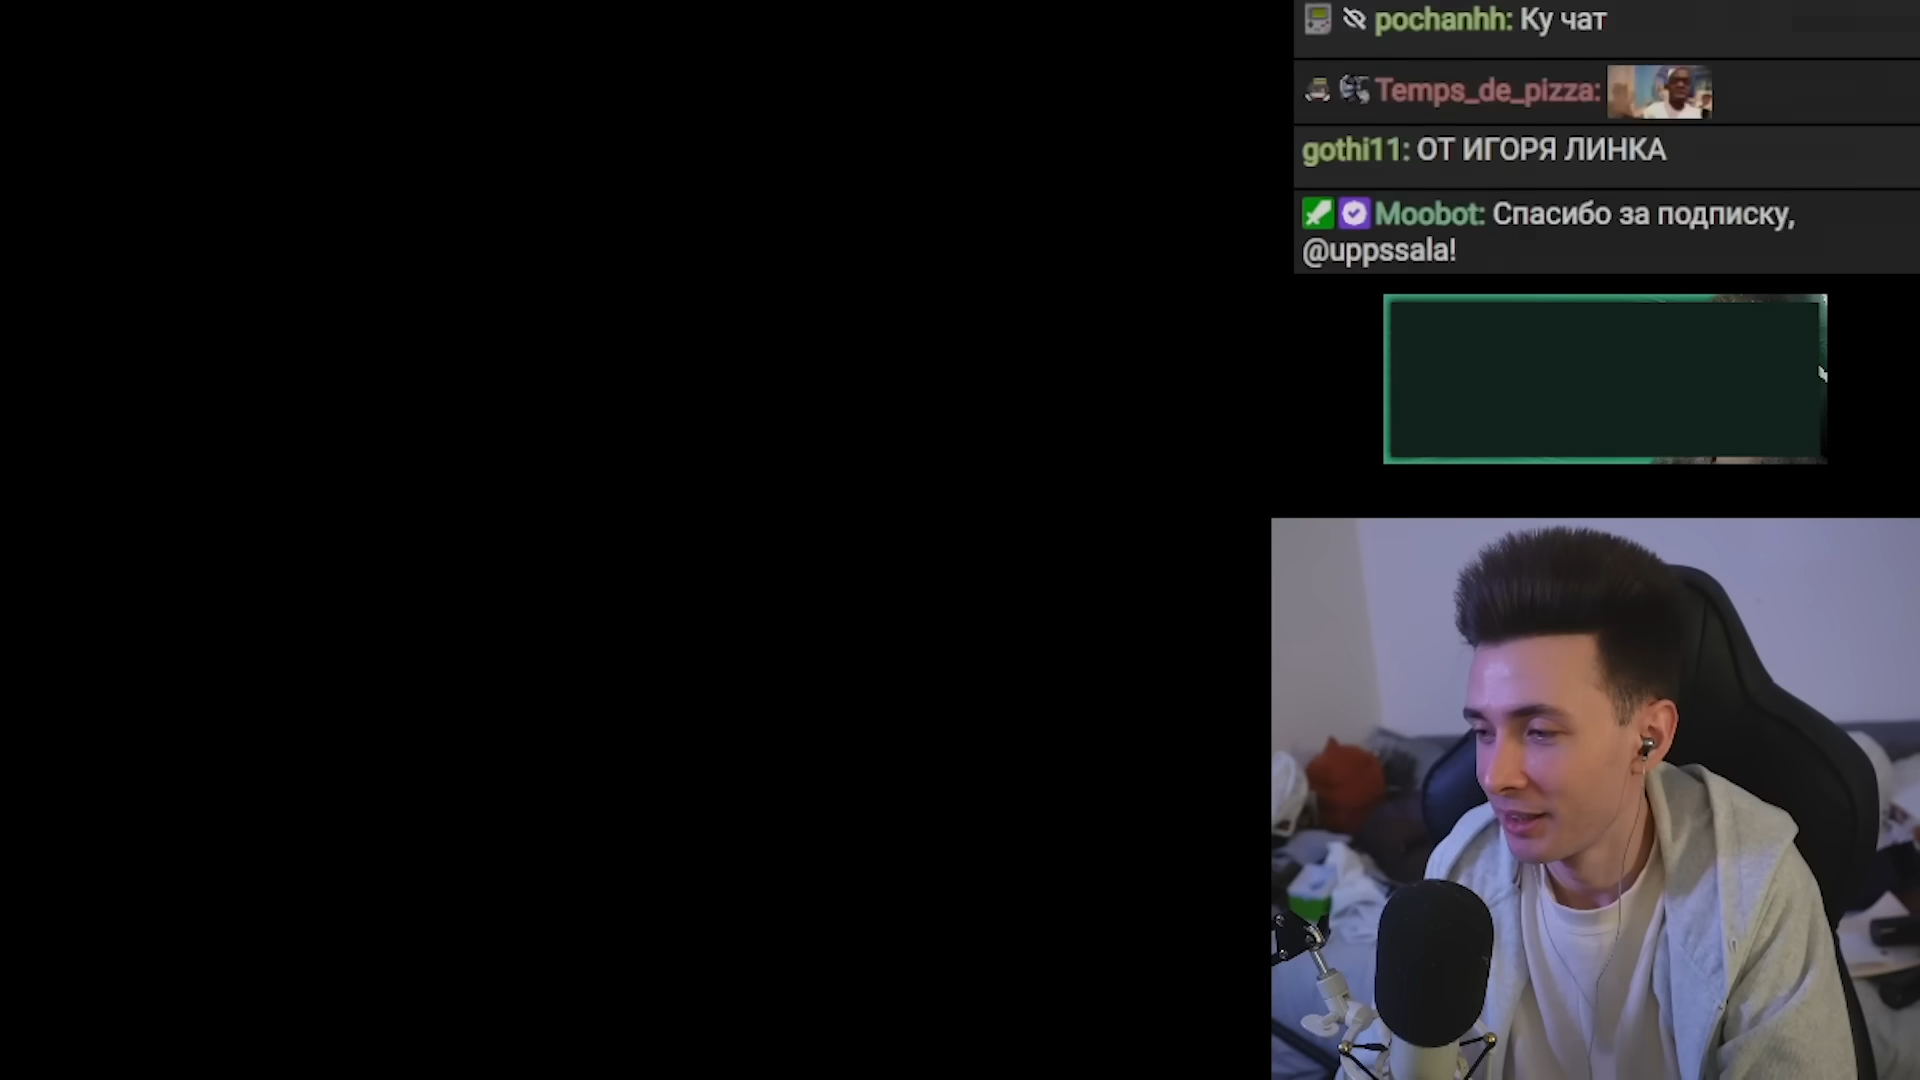 pochanhh: Ку чат
Temps_de_pizza:
gothi11: ОТ ИГОРЯ ЛИНКА
Moobot: Спасибо за подписку,
@uppssala!